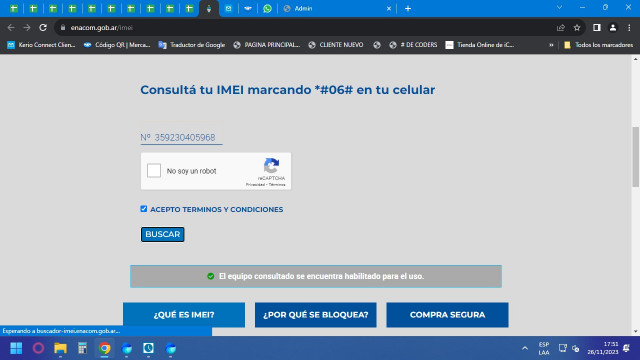 Admin
enacom.gob.ar/imei
Kerio Connect Clien...
Código QR | Merca...
Traductor de Google
PAGINA PRINCIPAL...
CLIENTE NUEVO
# DE CODERS
Tienda Online de iC...
Todos los marcadores
Consultá tu IMEI marcando *#06# en tu celular
Nº 359230405968
No soy un robot
reCAPTCHA
Privacidad - Términos
ACEPTO TERMINOS Y CONDICIONES
BUSCAR
El equipo consultado se encuentra habilitado para el uso.
¿QUÉ ES IMEI?
¿POR QUÉ SE BLOQUEA?
COMPRA SEGURA
Esperando a buscador-imei.enacom.gob.ar...
ESP
LAA
17:51
26/11/2023